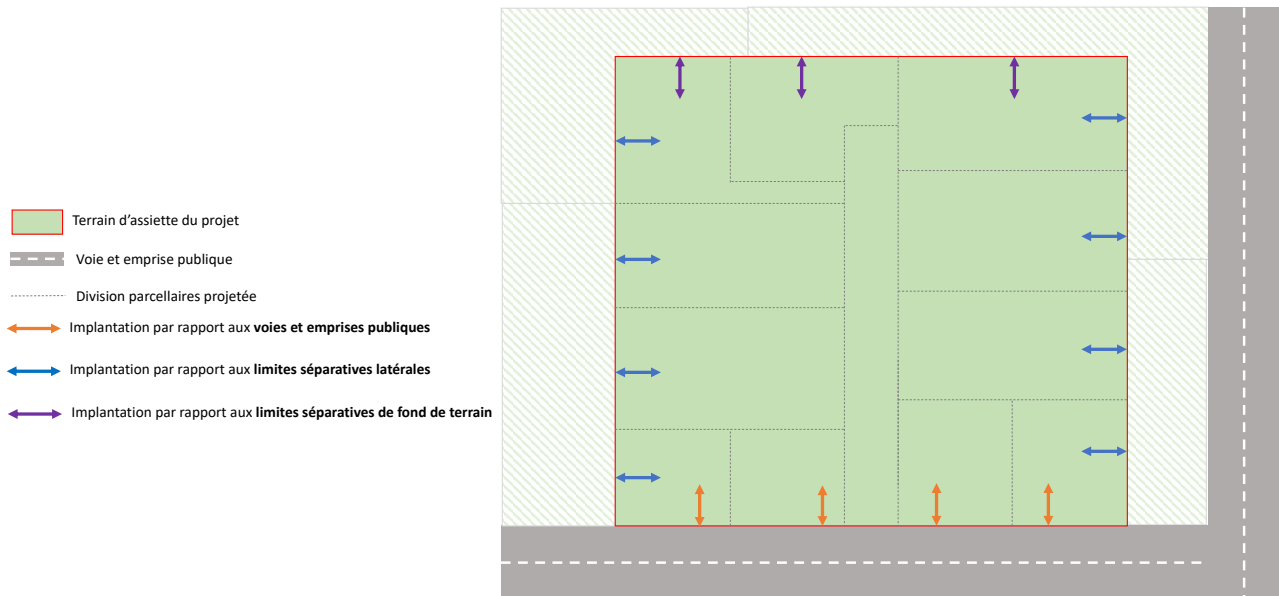 Terrain d'assiette du projet
Voie et emprise publique
Division parcellaires projetée
Implantation par rapport aux voies et emprises publiques
Implantation par rapport aux limites séparatives latérales
Implantation par rapport aux limites séparatives de fond de terrain